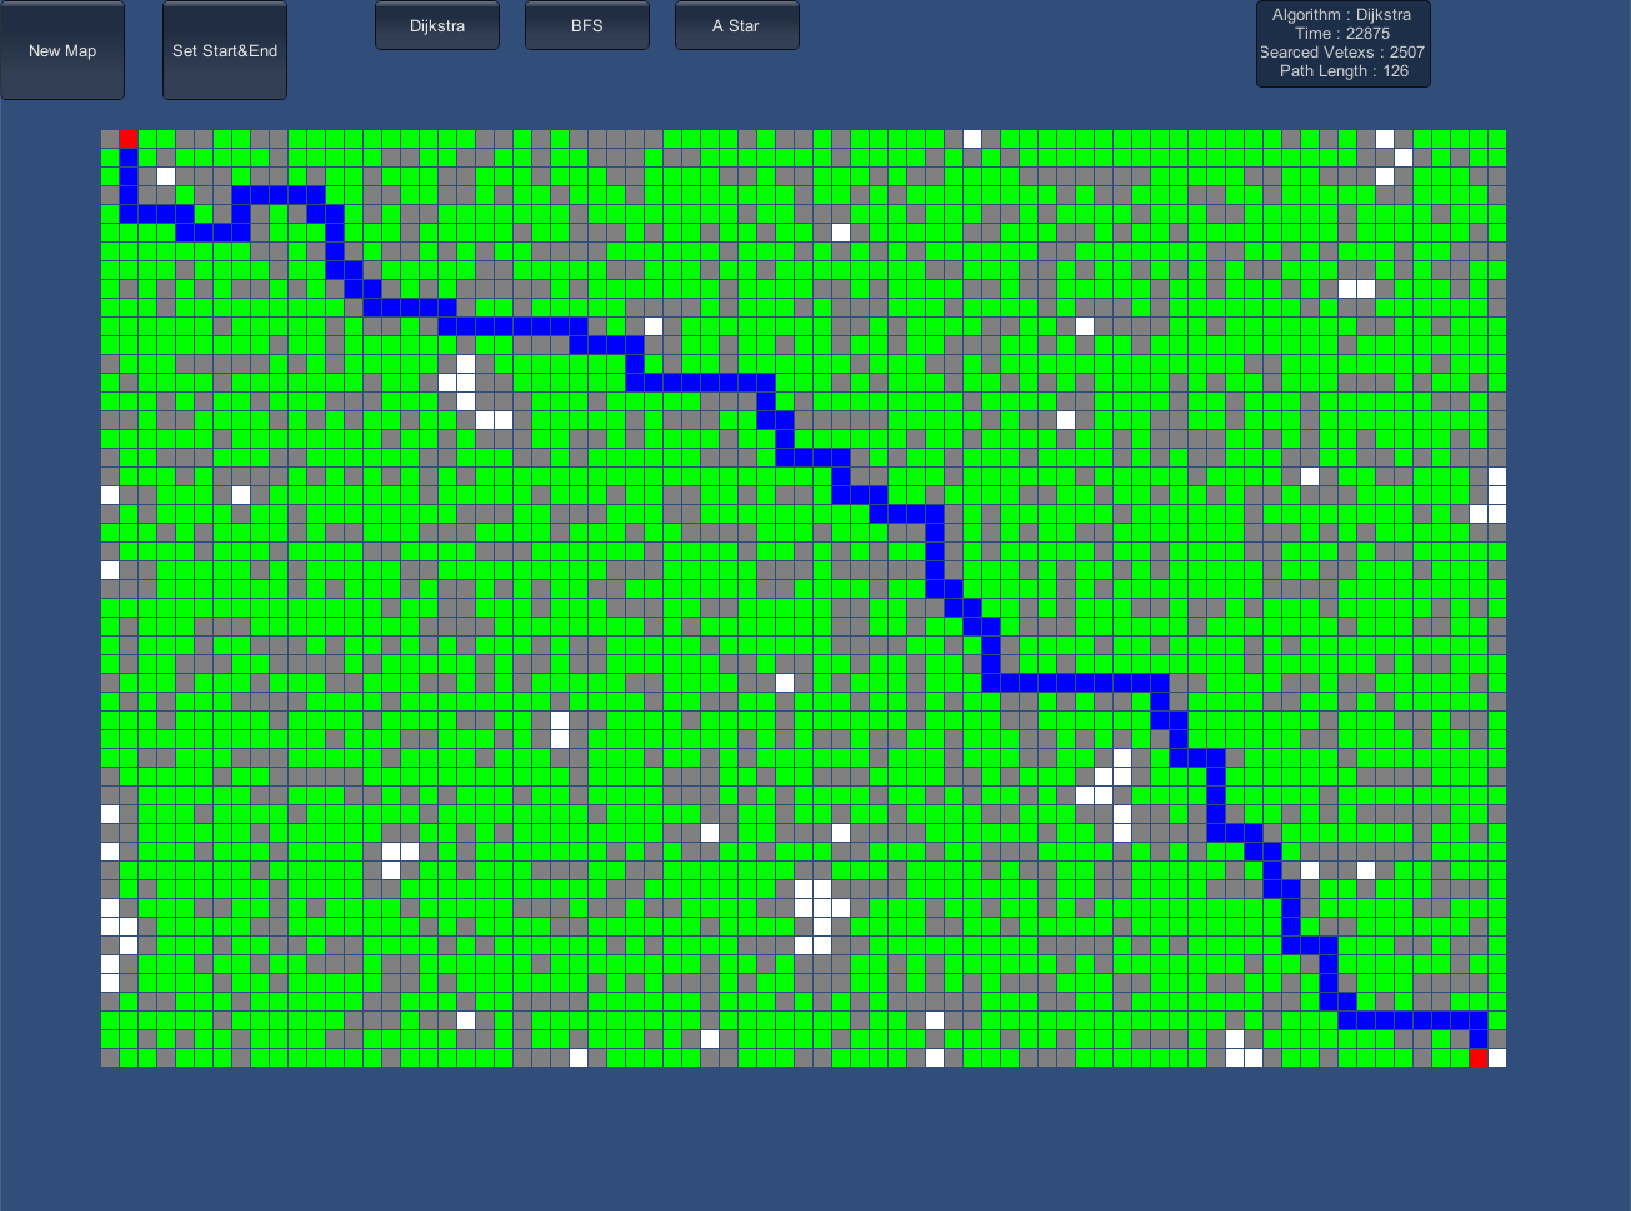 New Map
Set Start&End
Dijkstra
BFS
A Star
Algorithm : Dijkstra
Time : 22875
Searced Vetexs : 2507
Path Length : 126